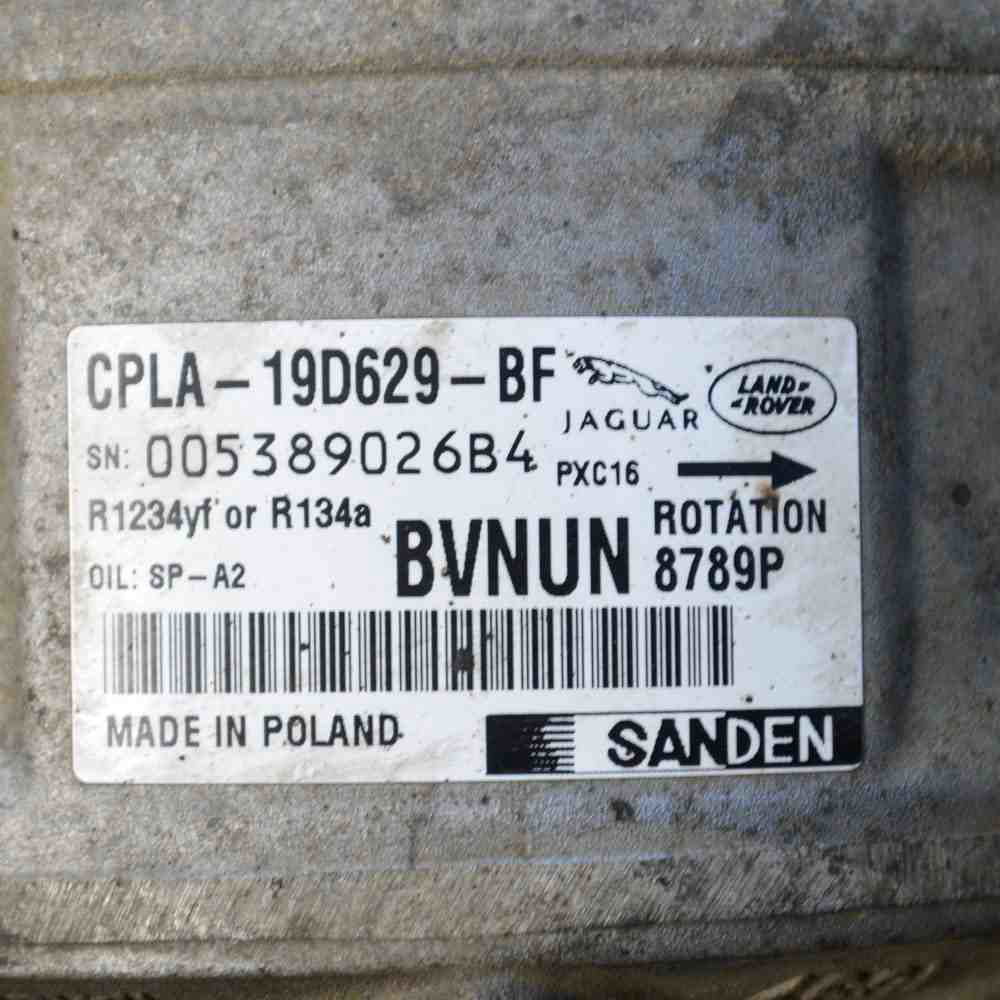 CPLA-19D629-BF
JAGUAR
LAND-
-ROVER
SN: 005389026B4
PXC16
R1234yf or R134a
ROTATION
OIL: SP-A2
BVNUN
8789P
MADE IN POLAND
SANDEN